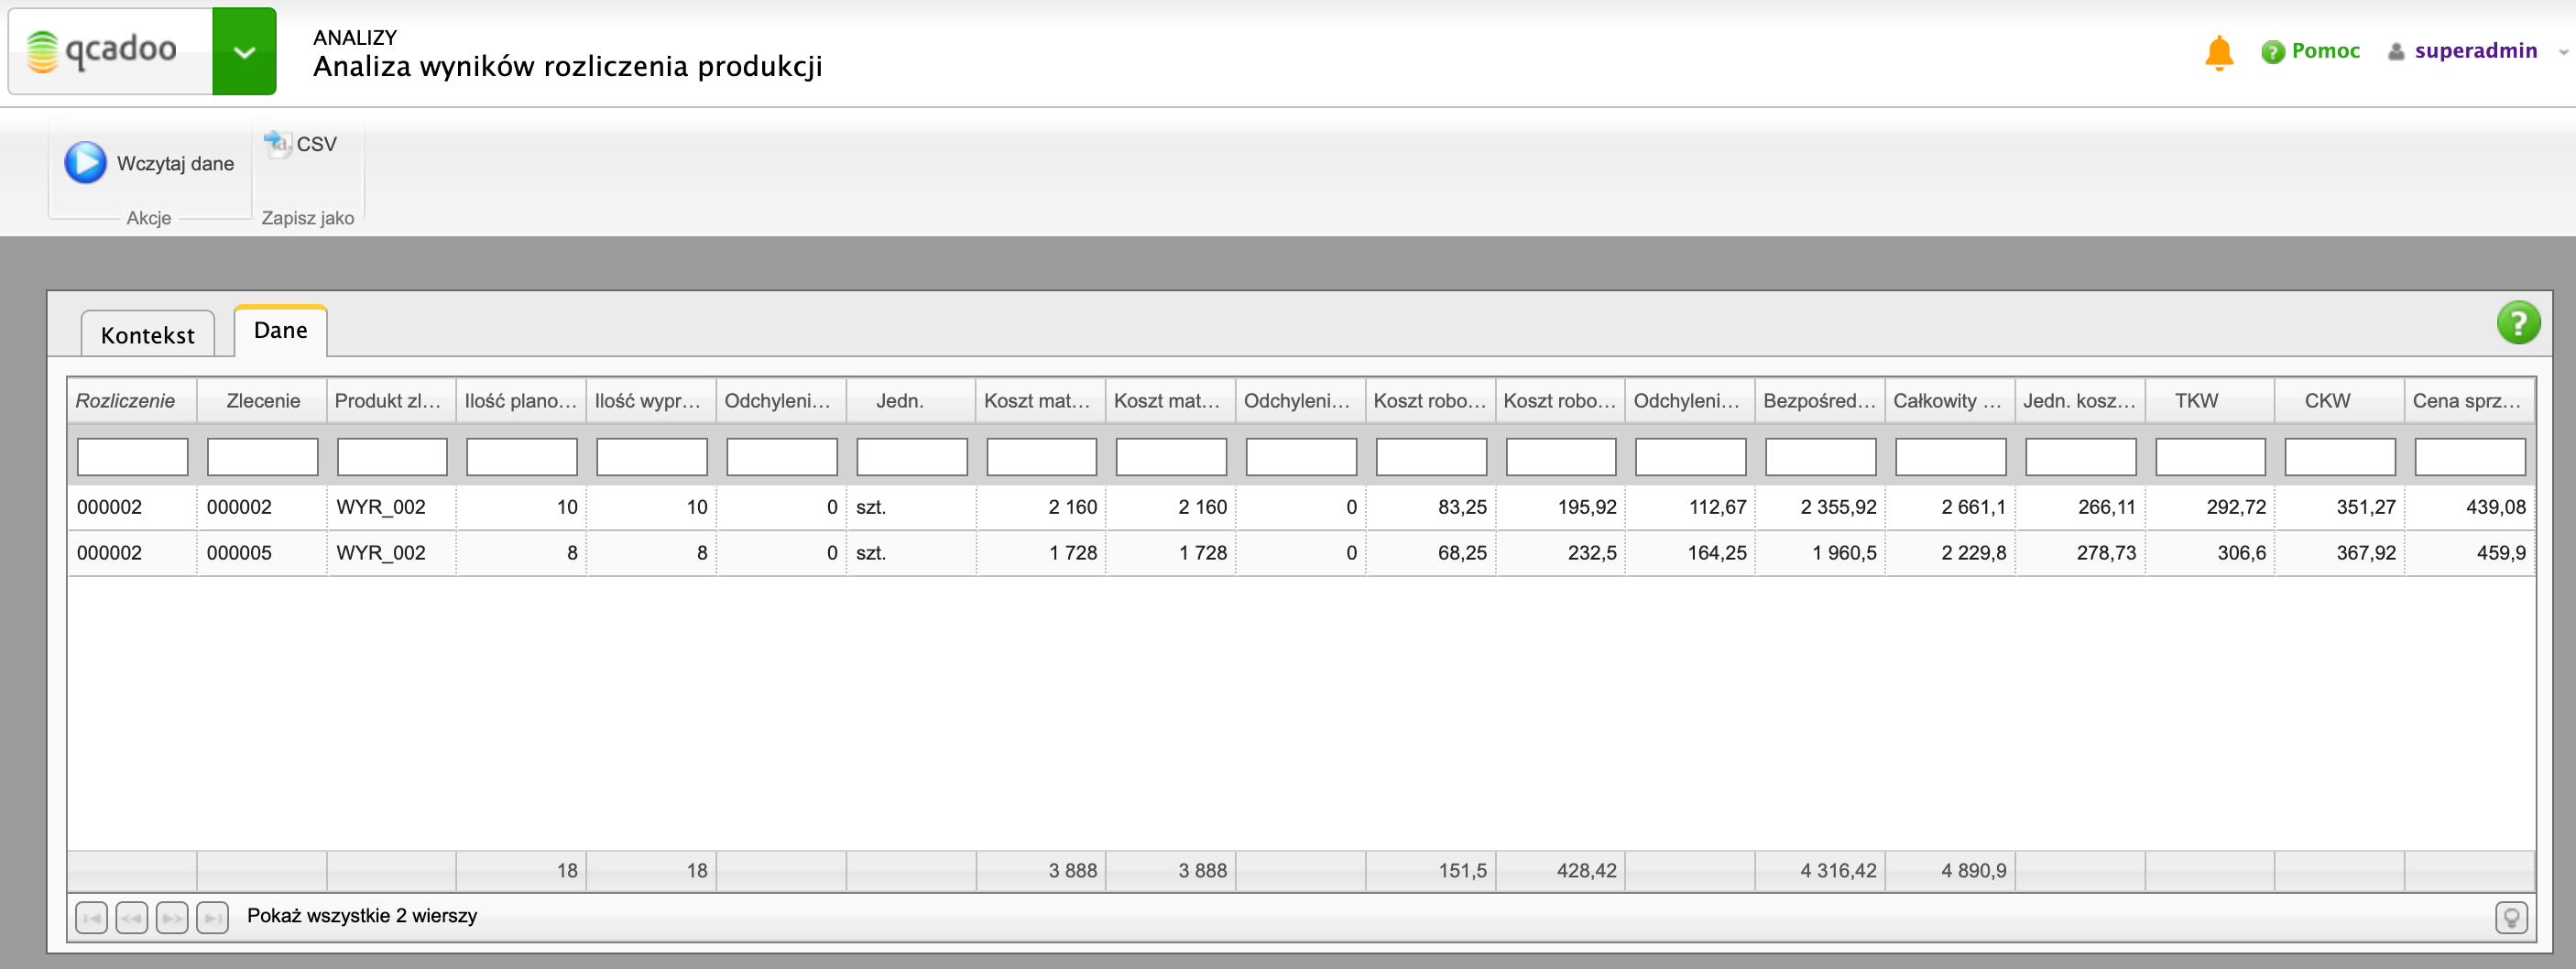 qcadoo
ANALIZY
Analiza wyników rozliczenia produkcji
Pomoc
superadmin
Wczytaj dane
CSV
Akcje
Zapisz jako
Kontekst
Dane
Rozliczenie Zlecenie Produkt zl... Ilość plano... Ilość wypr... Odchyleni... Jedn. Koszt mat... Koszt mat... Odchyleni... Koszt robo... Koszt robo... Odchyleni... Bezpośred... Całkowity ... Jedn. kosz... TKW CKW Cena sprz...
000002 000002 WYR_002 10 10 0 szt. 2 160 2 160 0 83,25 195,92 112,67 2 355,92 2 661,1 266,11 292,72 351,27 439,08
000002 000005 WYR_002 8 8 0 szt. 1 728 1 728 0 68,25 232,5 164,25 1 960,5 2 229,8 278,73 306,6 367,92 459,9
18 18 3 888 3 888 151,5 428,42 4 316,42 4 890,9
Pokaż wszystkie 2 wierszy